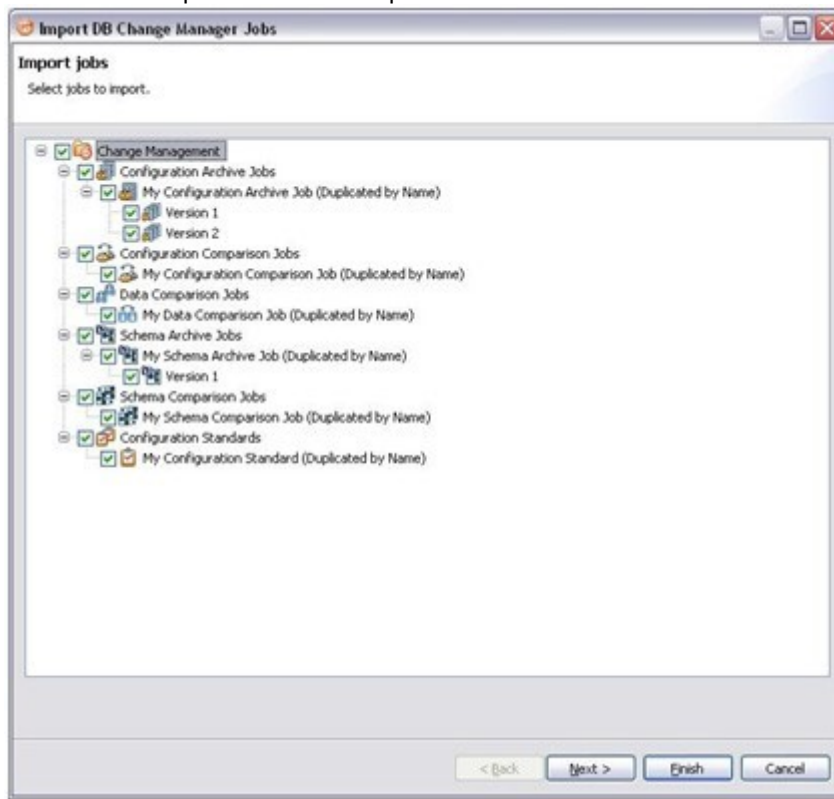 Import DB Change Manager Jobs
Import jobs
Select jobs to import.
Change Management
Configuration Archive Jobs
My Configuration Archive Job (Duplicated by Name)
Version 1
Version 2
Configuration Comparison Jobs
My Configuration Comparison Job (Duplicated by Name)
Data Comparison Jobs
My Data Comparison Job (Duplicated by Name)
Schema Archive Jobs
My Schema Archive Job (Duplicated by Name)
Version 1
Schema Comparison Jobs
My Schema Comparison Job (Duplicated by Name)
Configuration Standards
My Configuration Standard (Duplicated by Name)
< Back Next > Finish Cancel